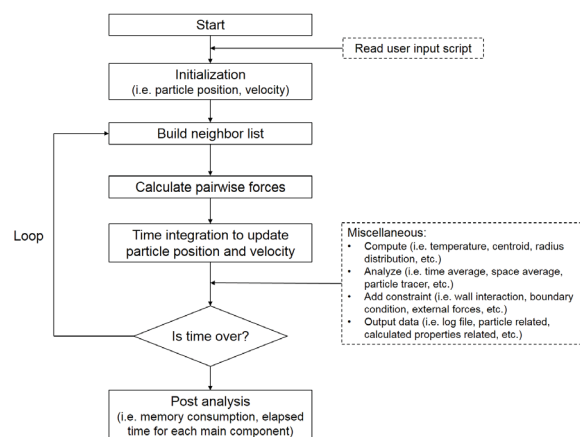 Start
Read user input script
Initialization
(i.e. particle position, velocity)
Build neighbor list
Calculate pairwise forces
Time integration to update
particle position and velocity
Loop
Miscellaneous:
• Compute (i.e. temperature, centroid, radius
distribution, etc.)
• Analyze (i.e. time average, space average,
particle tracer, etc.)
• Add constraint (i.e. wall interaction, boundary
condition, external forces, etc.)
• Output data (i.e. log file, particle related,
calculated properties related, etc.)
Is time over?
Post analysis
(i.e. memory consumption, elapsed
time for each main component)